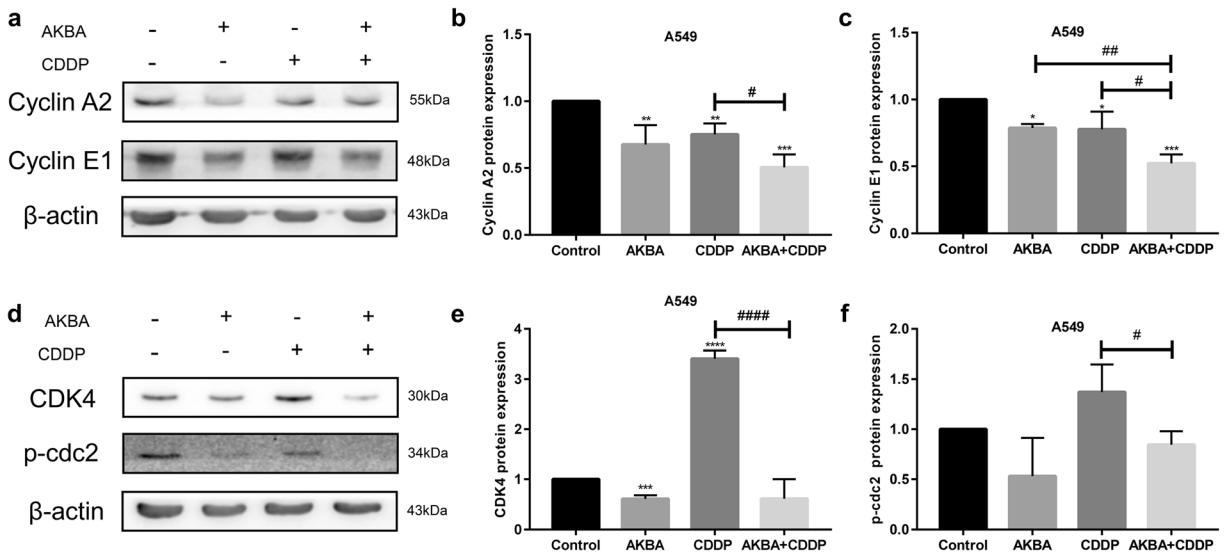 a
AKBA - + - +
CDDP - - + +
Cyclin A2 55kDa
Cyclin E1 48kDa
β-actin 43kDa
b
A549
Cyclin A2 protein expression
1.5
1.0
0.5
0.0
** ** ***
#
Control AKBA CDDP AKBA+CDDP
c
A549
Cyclin E1 protein expression
1.5
1.0
0.5
0.0
##
#
* * ***
Control AKBA CDDP AKBA+CDDP
d
AKBA - + - +
CDDP - - + +
CDK4 30kDa
p-cdc2 34kDa
β-actin 43kDa
e
A549
CDK4 protein expression
4
3
2
1
0
####
*** ****
Control AKBA CDDP AKBA+CDDP
f
A549
p-cdc2 protein expression
2.0
1.5
1.0
0.5
0.0
#
Control AKBA CDDP AKBA+CDDP